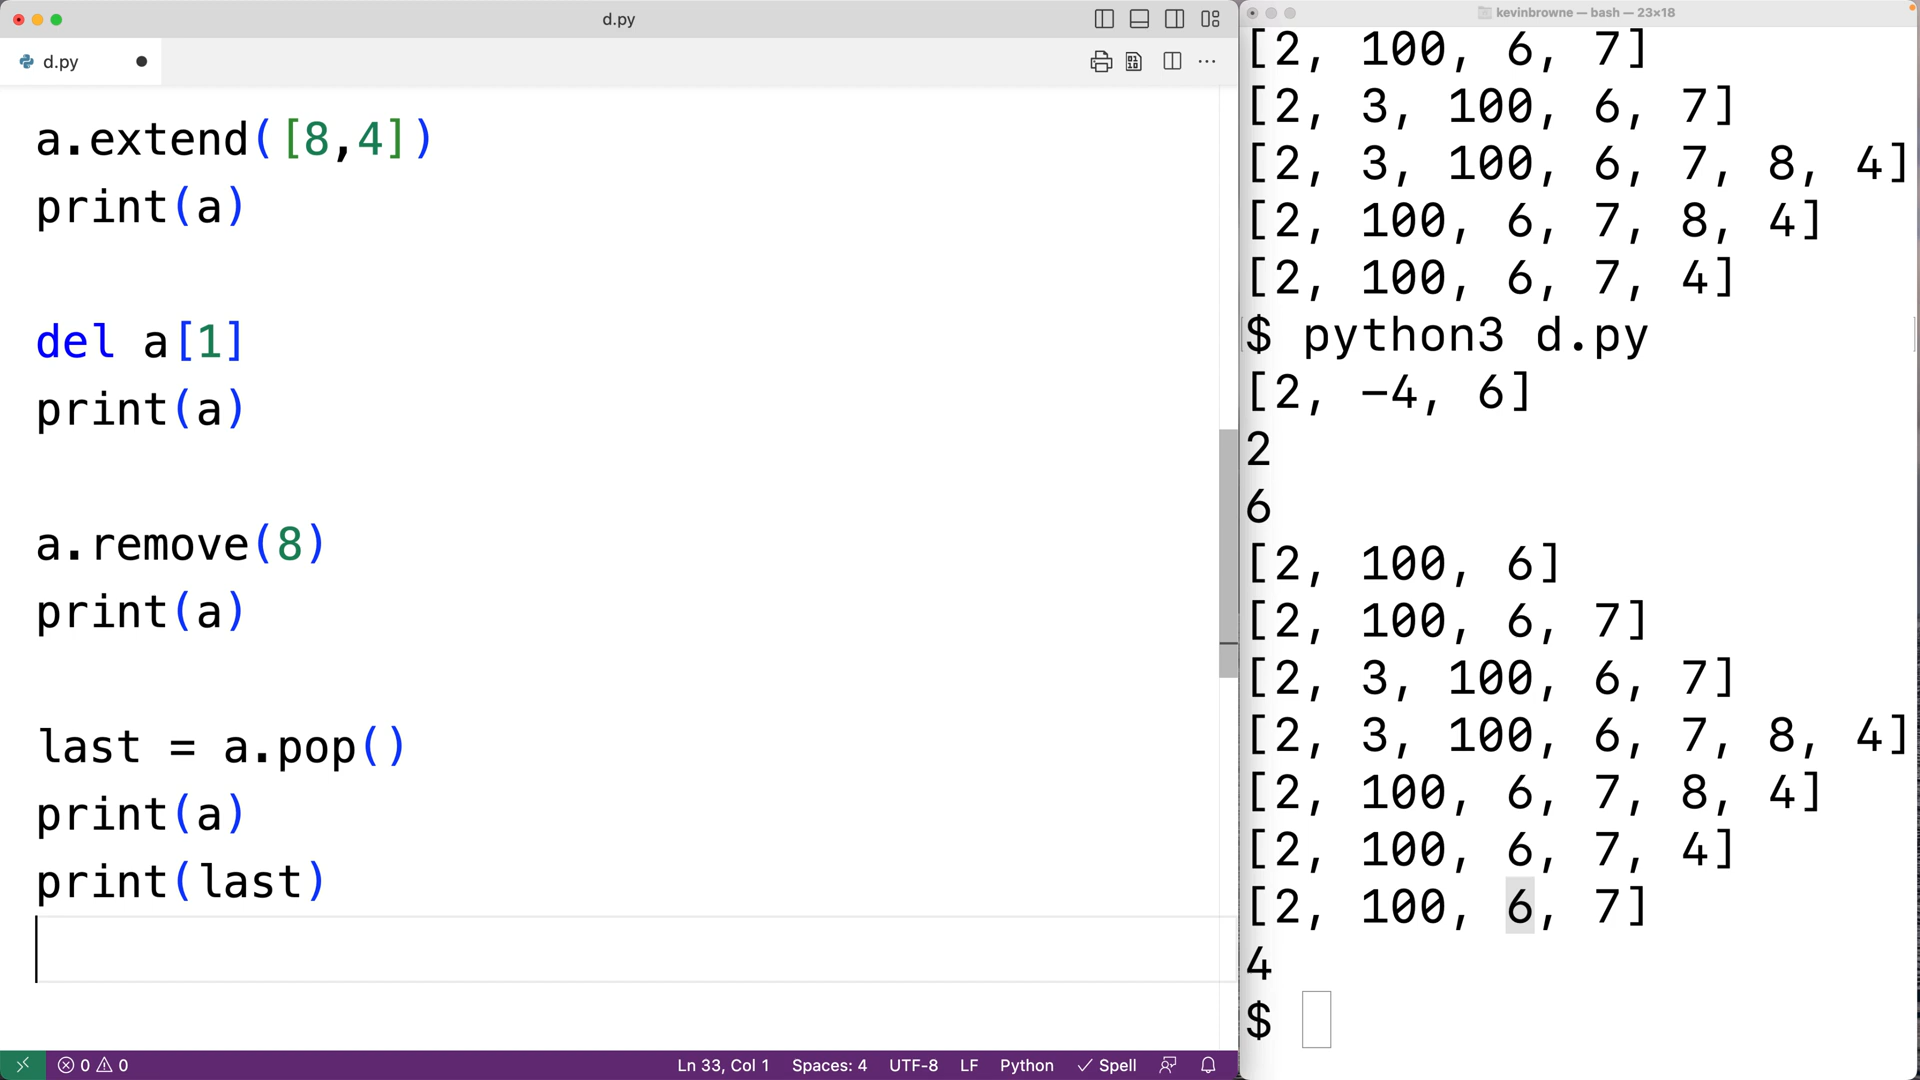 d.py
d.py
a.extend([8,4])
print(a)
del a[1]
print(a)
a.remove(8)
print(a)
last = a.pop()
print(a)
print(last)
0 0
Ln 33, Col 1 Spaces: 4 UTF-8 LF Python Spell
kevinbrowne — bash — 23×18
[2, 100, 6, 7]
[2, 3, 100, 6, 7]
[2, 3, 100, 6, 7, 8, 4]
[2, 100, 6, 7, 8, 4]
[2, 100, 6, 7, 4]
$ python3 d.py
[2, -4, 6]
2
6
[2, 100, 6]
[2, 100, 6, 7]
[2, 3, 100, 6, 7]
[2, 3, 100, 6, 7, 8, 4]
[2, 100, 6, 7, 8, 4]
[2, 100, 6, 7, 4]
[2, 100, 6, 7]
4
$